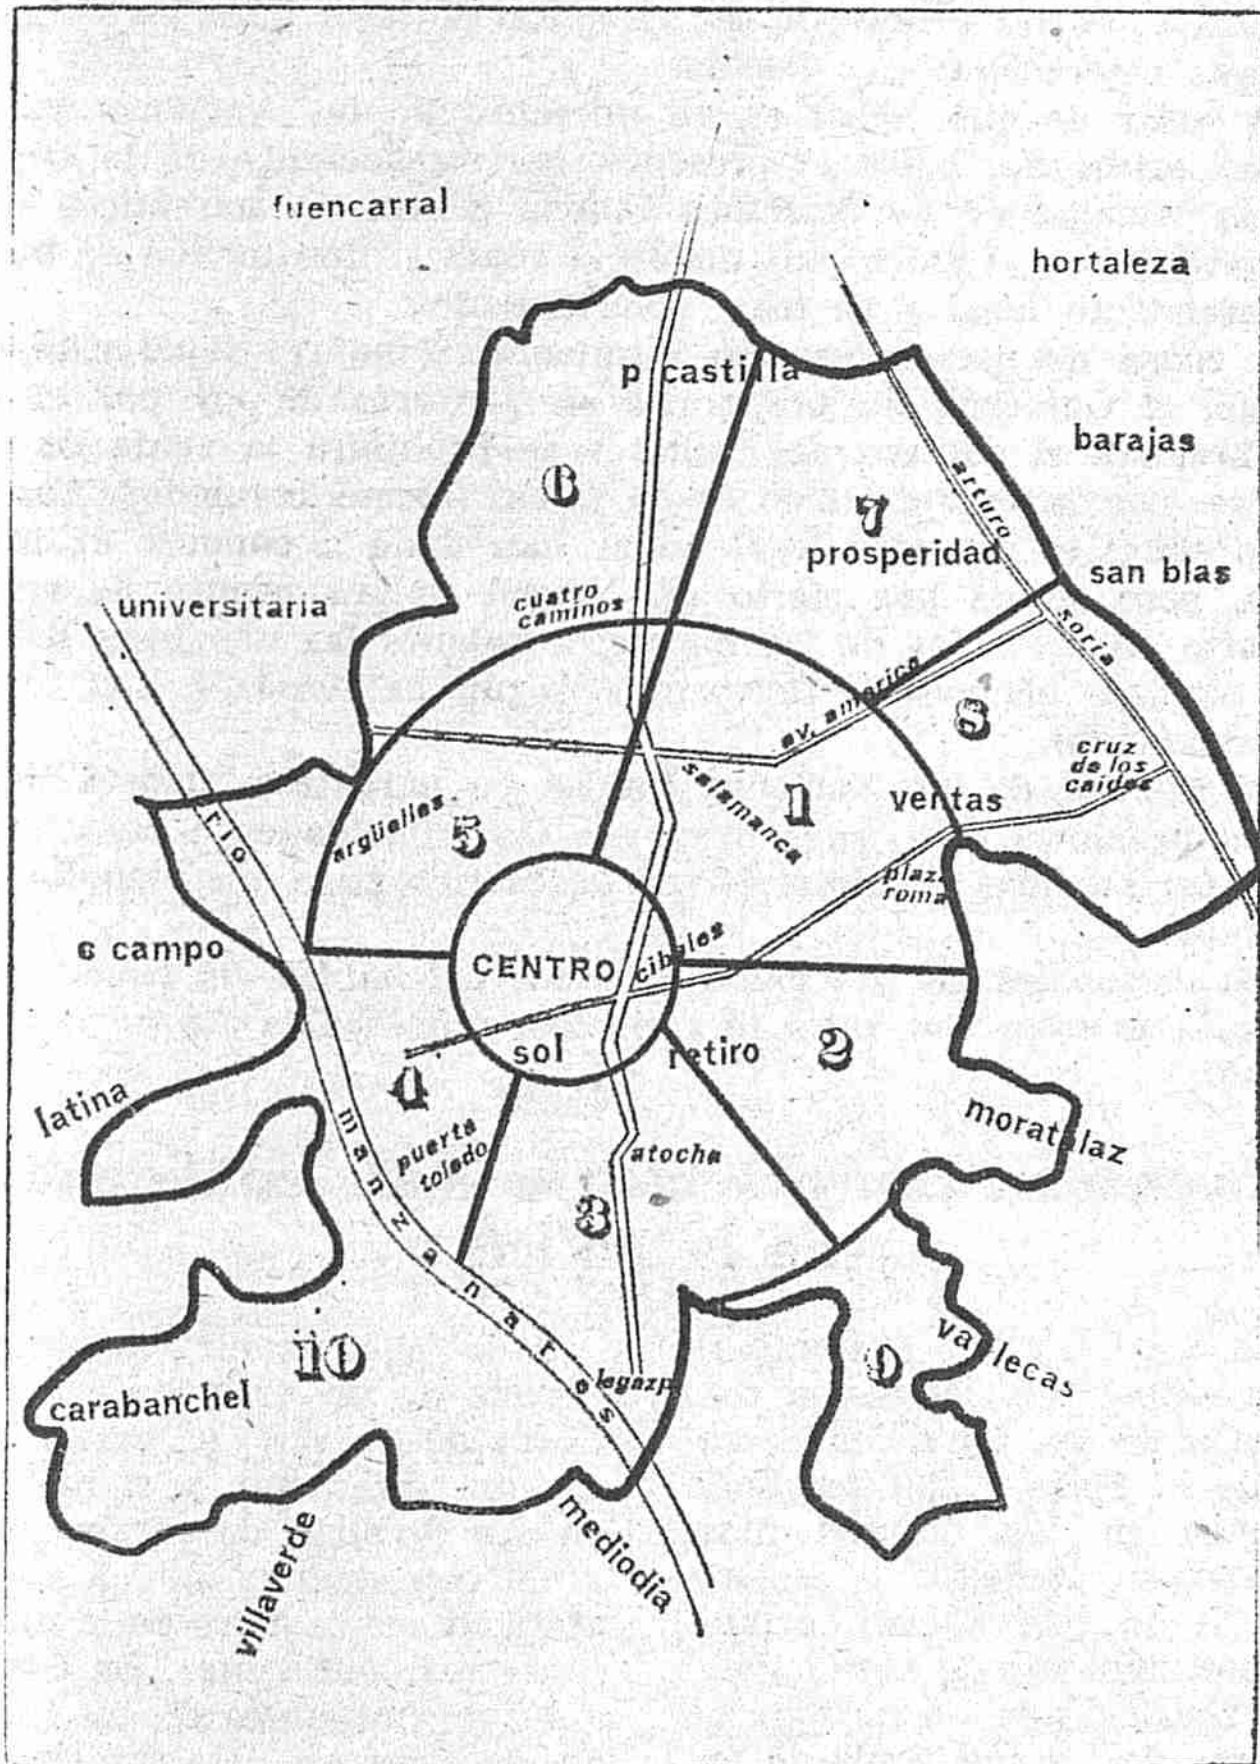 fuencarral
hortaleza
p castilla
barajas
6
arturo
7
prosperidad
san blas
universitaria
cuatro
caminos
soria
av. america
8
cruz
de los
caidos
salamanca
1
ventas
argüelles
5
rio
plaza
roma
c campo
CENTRO
cibeles
sol
retiro
2
4
latina
manzanares
moratalaz
puerta
toledo
atocha
3
10
vallecas
9
legazpi
carabanchel
mediodia
villaverde